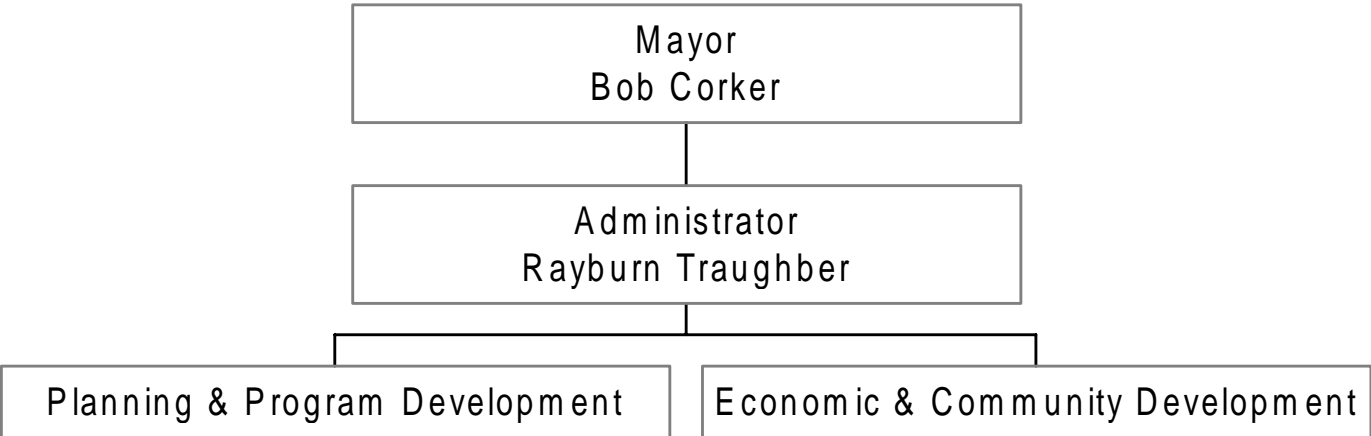 Mayor
Bob Corker
Administrator
Rayburn Traughber
Planning & Program Development
Economic & Community Development